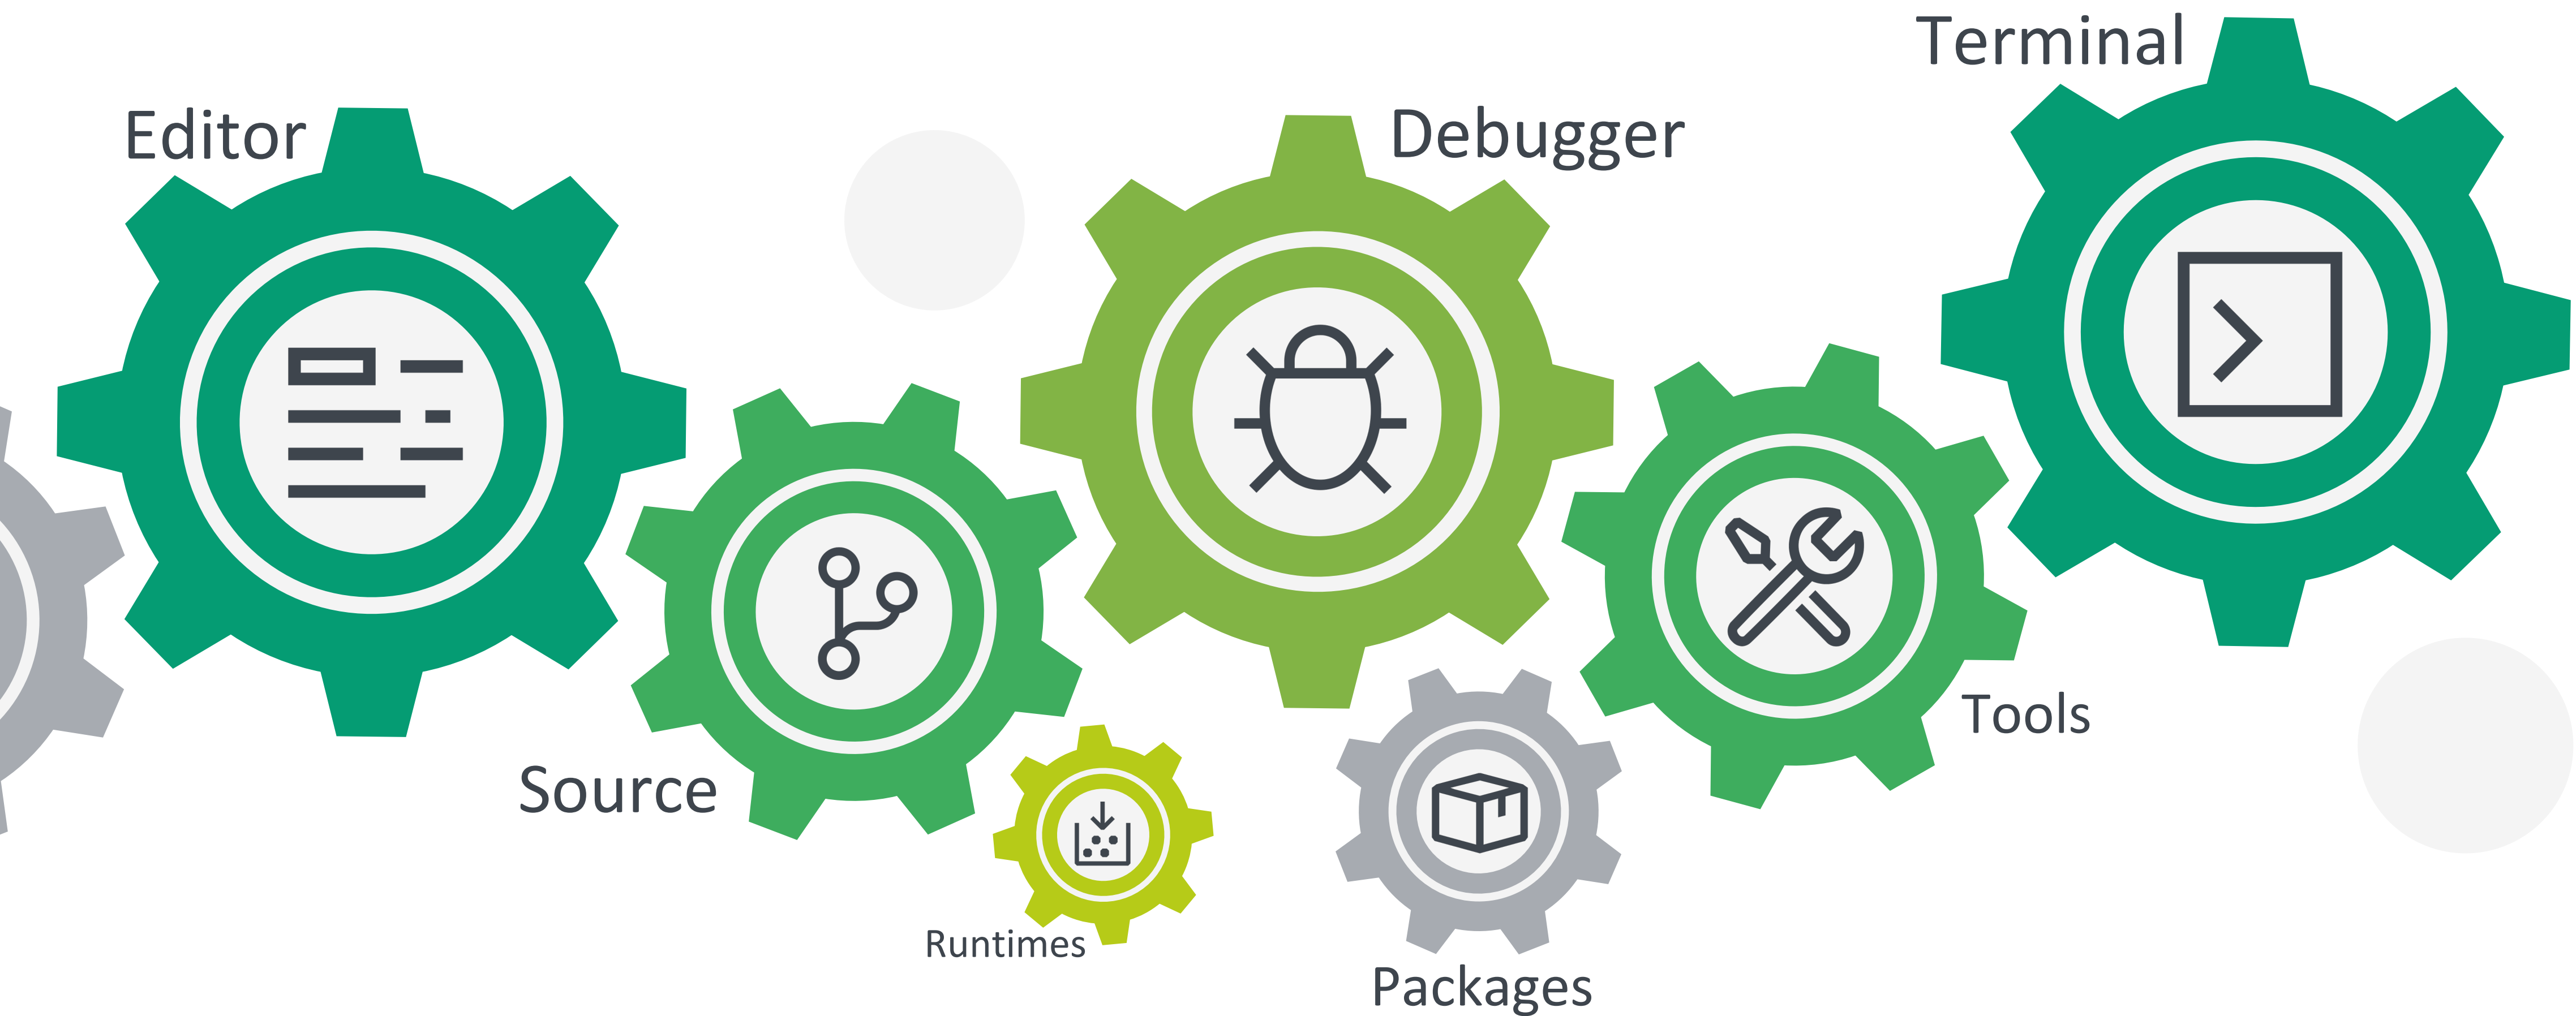 Editor
Source
Runtimes
Debugger
Packages
Tools
Terminal